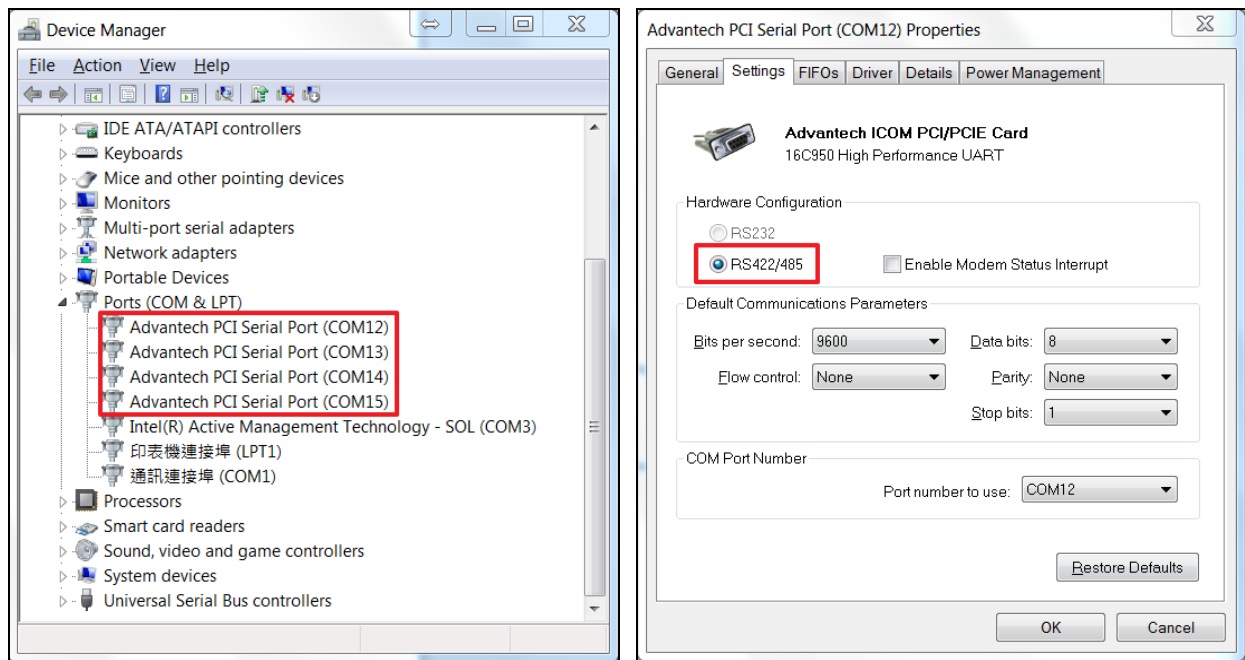 Device Manager
File Action View Help
IDE ATA/ATAPI controllers
Keyboards
Mice and other pointing devices
Monitors
Multi-port serial adapters
Network adapters
Portable Devices
Ports (COM & LPT)
Advantech PCI Serial Port (COM12)
Advantech PCI Serial Port (COM13)
Advantech PCI Serial Port (COM14)
Advantech PCI Serial Port (COM15)
Intel(R) Active Management Technology - SOL (COM3)
印表機連接埠 (LPT1)
通訊連接埠 (COM1)
Processors
Smart card readers
Sound, video and game controllers
System devices
Universal Serial Bus controllers
Advantech PCI Serial Port (COM12) Properties
General Settings FIFOs Driver Details Power Management
Advantech ICOM PCI/PCIE Card
16C950 High Performance UART
Hardware Configuration
RS232
RS422/485 Enable Modem Status Interrupt
Default Communications Parameters
Bits per second: 9600 Data bits: 8
Flow control: None Parity: None
Stop bits: 1
COM Port Number
Port number to use: COM12
Restore Defaults
OK Cancel